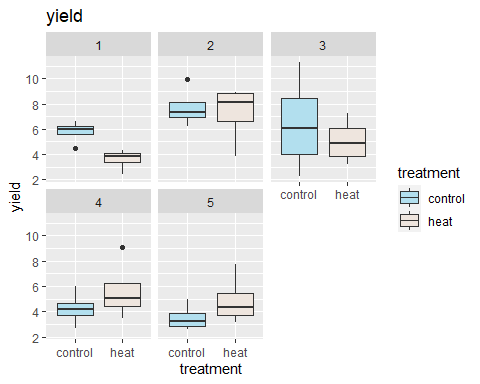 yield
1 2 3
10
8
6
4
2
control heat
4 5
10
8
6
4
2
control heat control heat
treatment
yield
treatment
control
heat